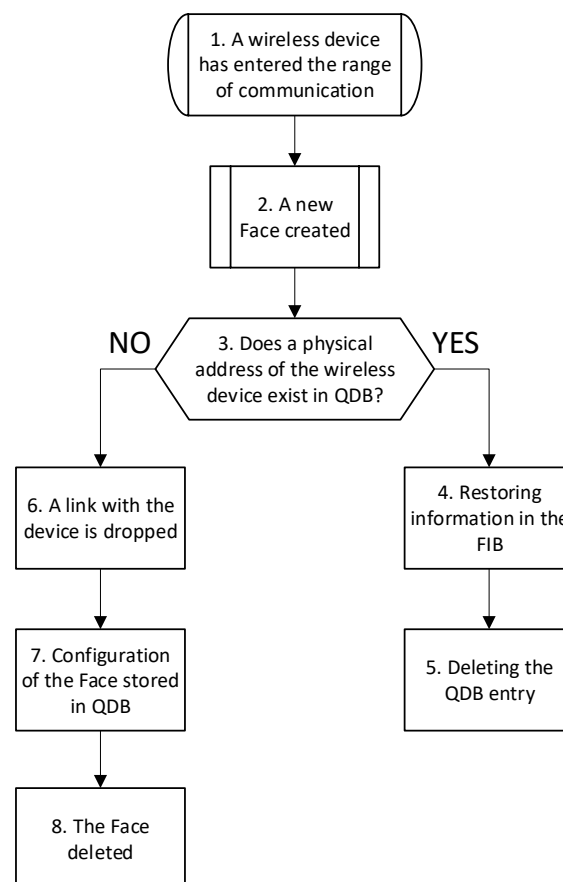 1. A wireless device
has entered the range
of communication
2. A new
Face created
NO
3. Does a physical
address of the wireless
device exist in QDB?
YES
6. A link with the
device is dropped
4. Restoring
information in the
FIB
7. Configuration
of the Face stored
in QDB
5. Deleting the
QDB entry
8. The Face
deleted